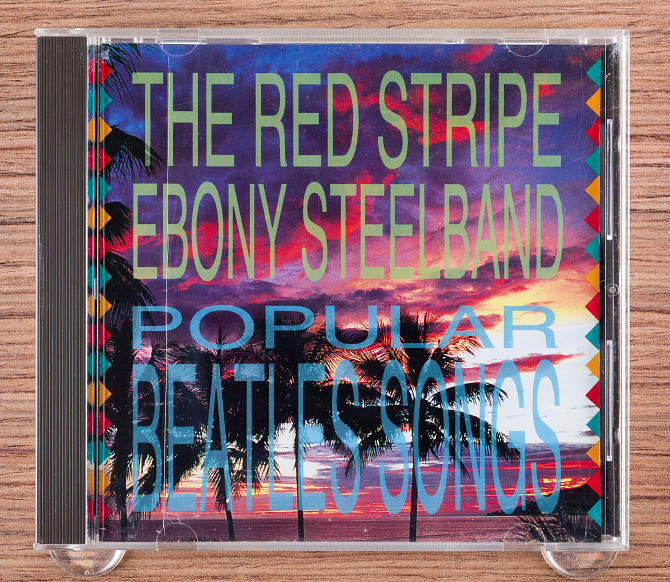 THE RED STRIPE
EBONY STEELBAND
POPULAR
BEATLES SONGS